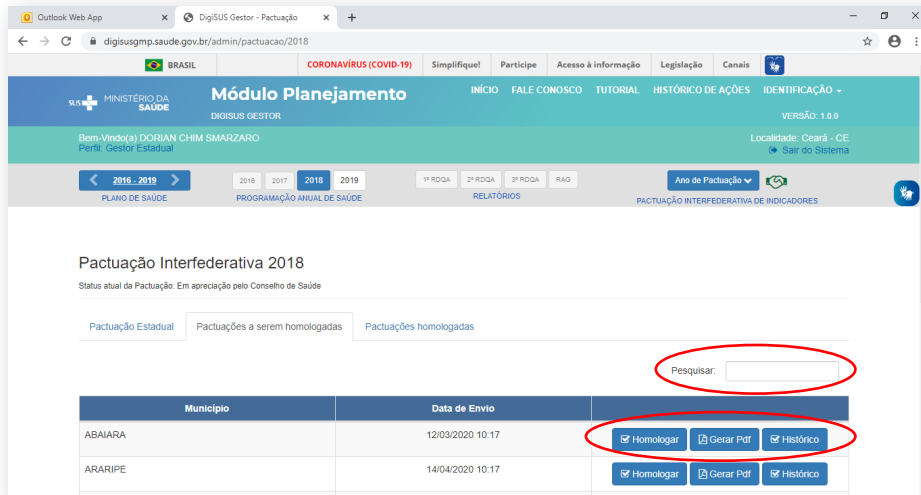 Outlook Web App
DigiSUS Gestor - Pactuação
digisusgmp.saude.gov.br/admin/pactuacao/2018
BRASIL CORONAVÍRUS (COVID-19) Simplifique! Participe Acesso à informação Legislação Canais
SUS MINISTÉRIO DA SAÚDE
Módulo Planejamento
DIGISUS GESTOR
INÍCIO FALE CONOSCO TUTORIAL HISTÓRICO DE AÇÕES IDENTIFICAÇÃO
VERSÃO: 1.0.0
Bem-Vindo(a) DORIAN CHIM SMARZARO Localidade: Ceará - CE
Perfil: Gestor Estadual Sair do Sistema
2016 - 2019 2016 2017 2018 2019 1º RDQA 2º RDQA 3º RDQA RAG Ano de Pactuação
PLANO DE SAÚDE PROGRAMAÇÃO ANUAL DE SAÚDE RELATÓRIOS PACTUAÇÃO INTERFEDERATIVA DE INDICADORES
Pactuação Interfederativa 2018
Status atual da Pactuação: Em apreciação pelo Conselho de Saúde
Pactuação Estadual Pactuações a serem homologadas Pactuações homologadas
Pesquisar:
Município Data de Envio
ABAIARA 12/03/2020 10:17 Homologar Gerar Pdf Histórico
ARARIPE 14/04/2020 10:17 Homologar Gerar Pdf Histórico